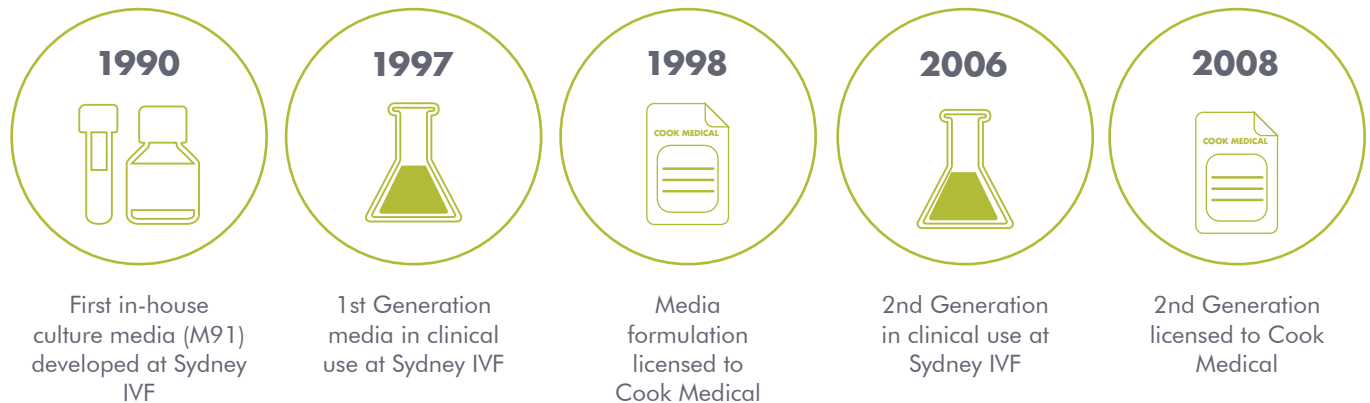 1990
1997
1998
2006
2008
COOK MEDICAL
COOK MEDICAL
First in-house
culture media (M91)
developed at Sydney
IVF
1st Generation
media in clinical
use at Sydney IVF
Media
formulation
licensed to
Cook Medical
2nd Generation
in clinical use at
Sydney IVF
2nd Generation
licensed to Cook
Medical